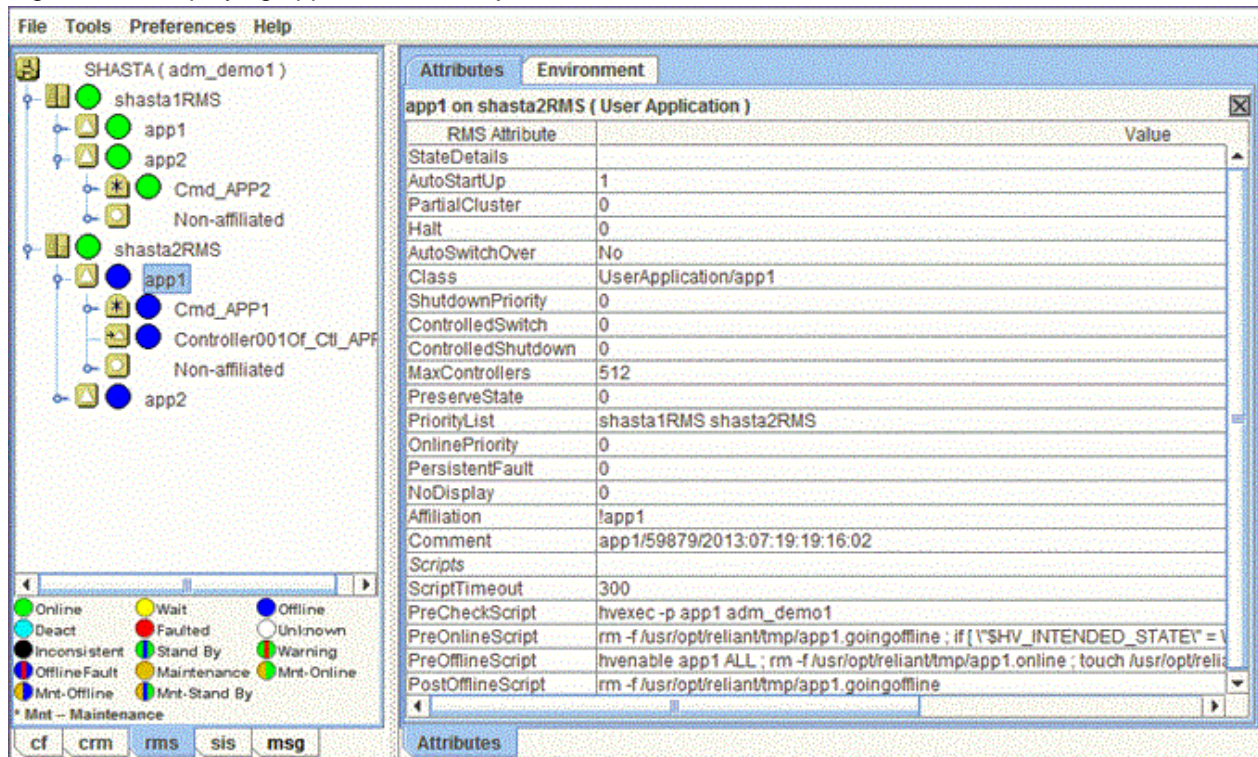 File Tools Preferences Help
SHASTA ( adm_demo1 )
shasta1RMS
app1
app2
Cmd_APP2
Non-affiliated
shasta2RMS
app1
Cmd_APP1
Controller001Of_Ctl_APP
Non-affiliated
app2
Online Wait Offline
Deact Faulted Unknown
Inconsistent Stand By Warning
OfflineFault Maintenance Mnt-Online
Mnt-Offline Mnt-Stand By
* Mnt -- Maintenance
cf crm rms sis msg
Attributes Environment
app1 on shasta2RMS ( User Application )
RMS Attribute Value
StateDetails
AutoStartUp 1
PartialCluster 0
Halt 0
AutoSwitchOver No
Class UserApplication/app1
ShutdownPriority 0
ControlledSwitch 0
ControlledShutdown 0
MaxControllers 512
PreserveState 0
PriorityList shasta1RMS shasta2RMS
OnlinePriority 0
PersistentFault 0
NoDisplay 0
Affiliation !app1
Comment app1/59879/2013:07:19:19:16:02
Scripts
ScriptTimeout 300
PreCheckScript hvexec -p app1 adm_demo1
PreOnlineScript rm -f /usr/opt/reliant/tmp/app1.goingoffline ; if [ \"$HV_INTENDED_STATE\" = \
PreOfflineScript hvenable app1 ALL ; rm -f /usr/opt/reliant/tmp/app1.online ; touch /usr/opt/relia
PostOfflineScript rm -f /usr/opt/reliant/tmp/app1.goingoffline
Attributes